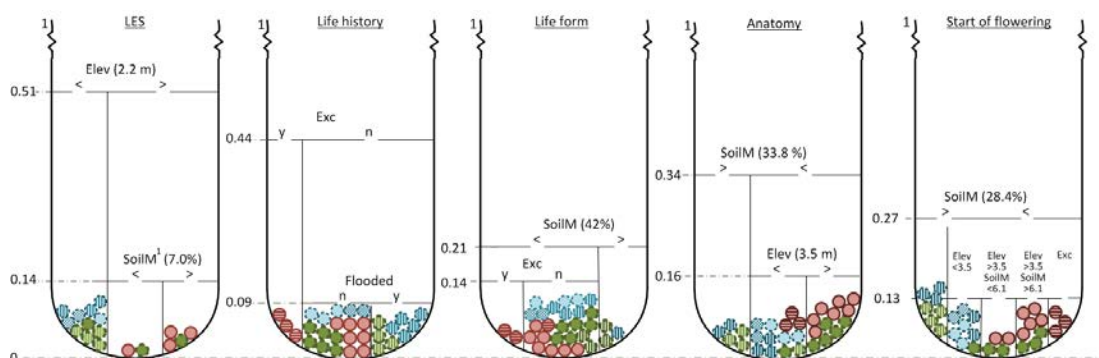 LES
1
Elev (2.2 m)
< >
0.51
SoilM¹ (7.0%)
< >
0.14
0
Life history
1
Exc
y n
0.44
Flooded
n y
0.09
Life form
1
SoilM (42%)
< >
0.21
Exc
y n
0.14
Anatomy
1
SoilM (33.8 %)
> <
0.34
Elev (3.5 m)
< >
0.16
Start of flowering
1
SoilM (28.4%)
> <
0.27
Elev Elev Elev Exc
<3.5 >3.5 >3.5
SoilM SoilM
<6.1 >6.1
0.13